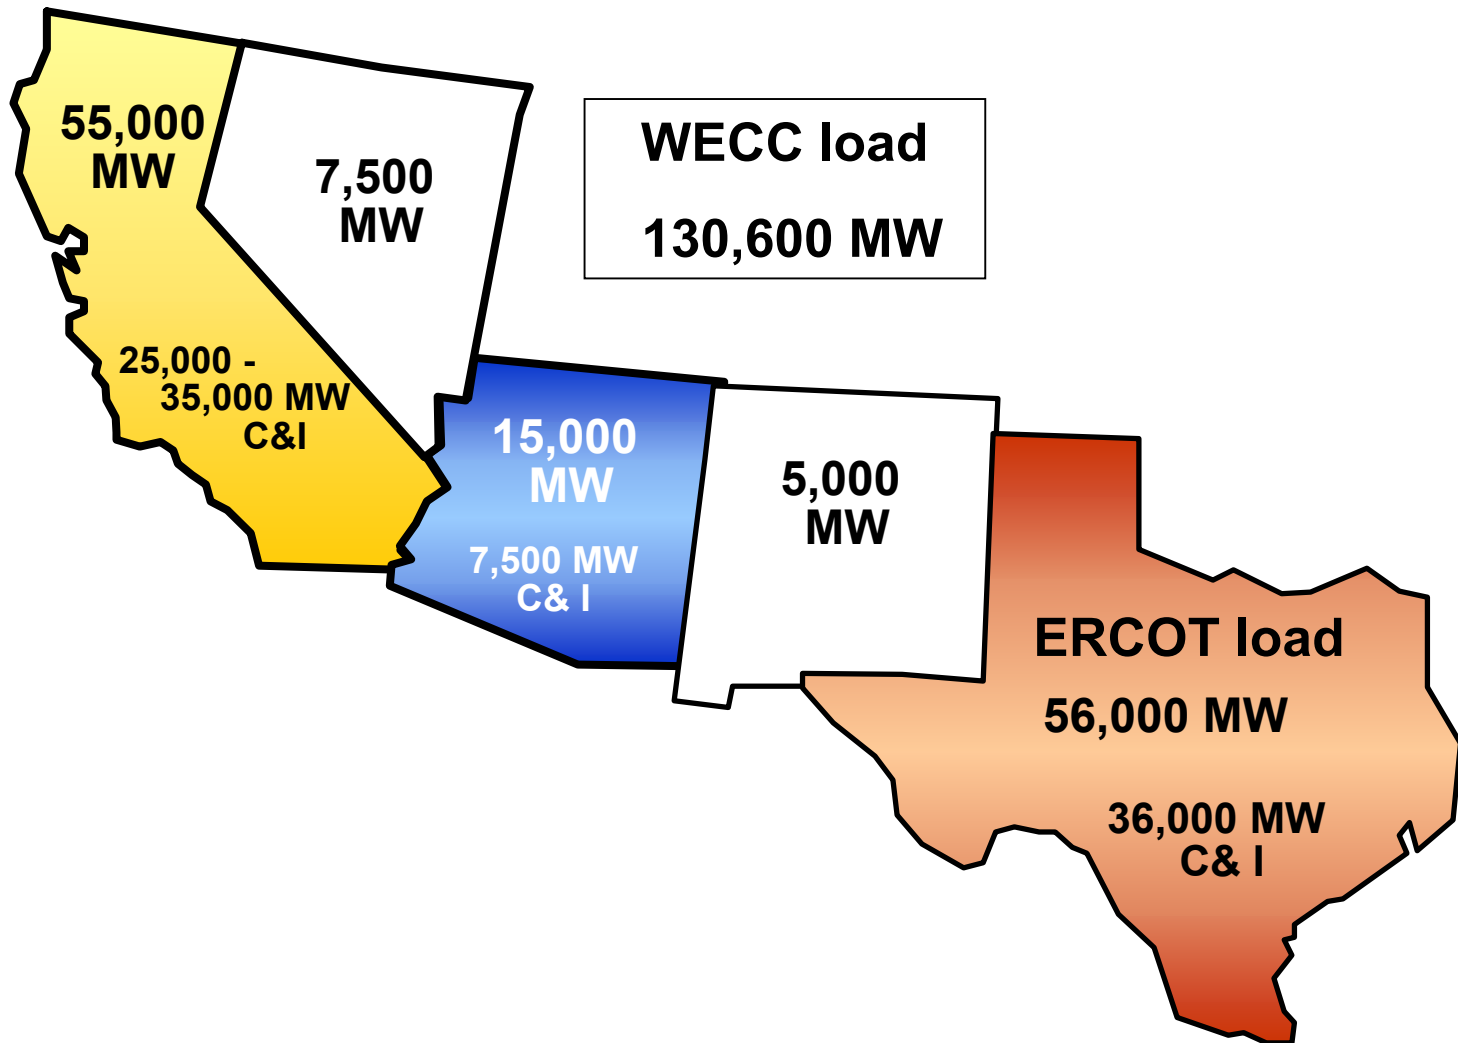 55,000
MW
7,500
MW
WECC load
130,600 MW
25,000 -
35,000 MW
C&I
15,000
MW
7,500 MW
C& I
5,000
MW
ERCOT load
56,000 MW
36,000 MW
C& I